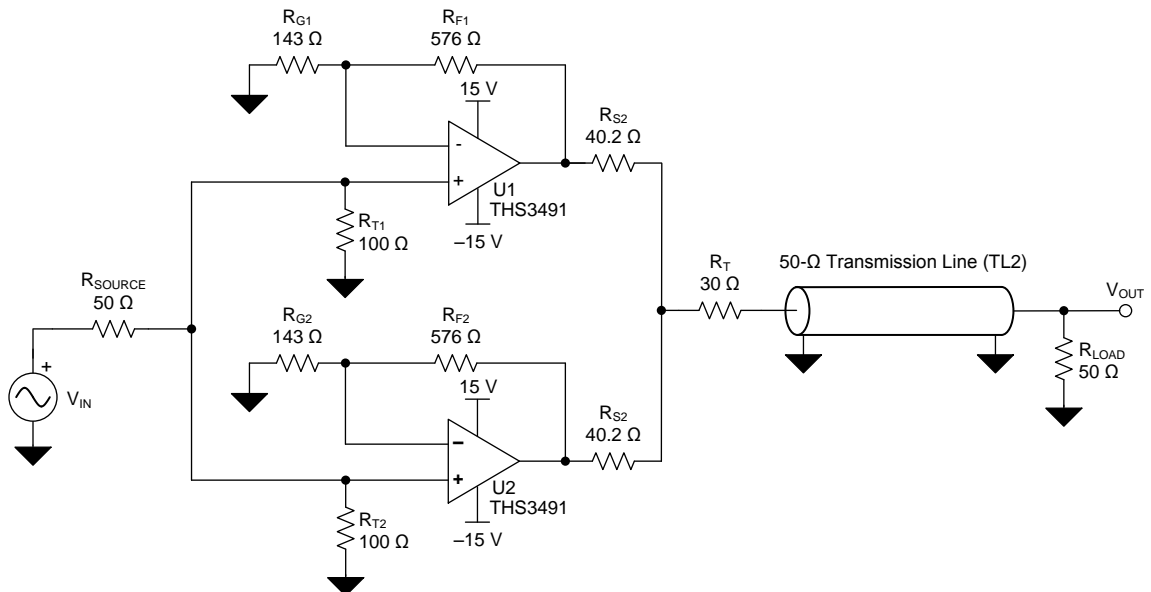 R_G1
143 Ω
R_F1
576 Ω
15 V
-
+
U1
THS3491
–15 V
R_S2
40.2 Ω
R_T1
100 Ω
R_SOURCE
50 Ω
+
V_IN
R_G2
143 Ω
R_F2
576 Ω
15 V
–
+
U2
THS3491
–15 V
R_S2
40.2 Ω
R_T2
100 Ω
R_T
30 Ω
50-Ω Transmission Line (TL2)
V_OUT
R_LOAD
50 Ω